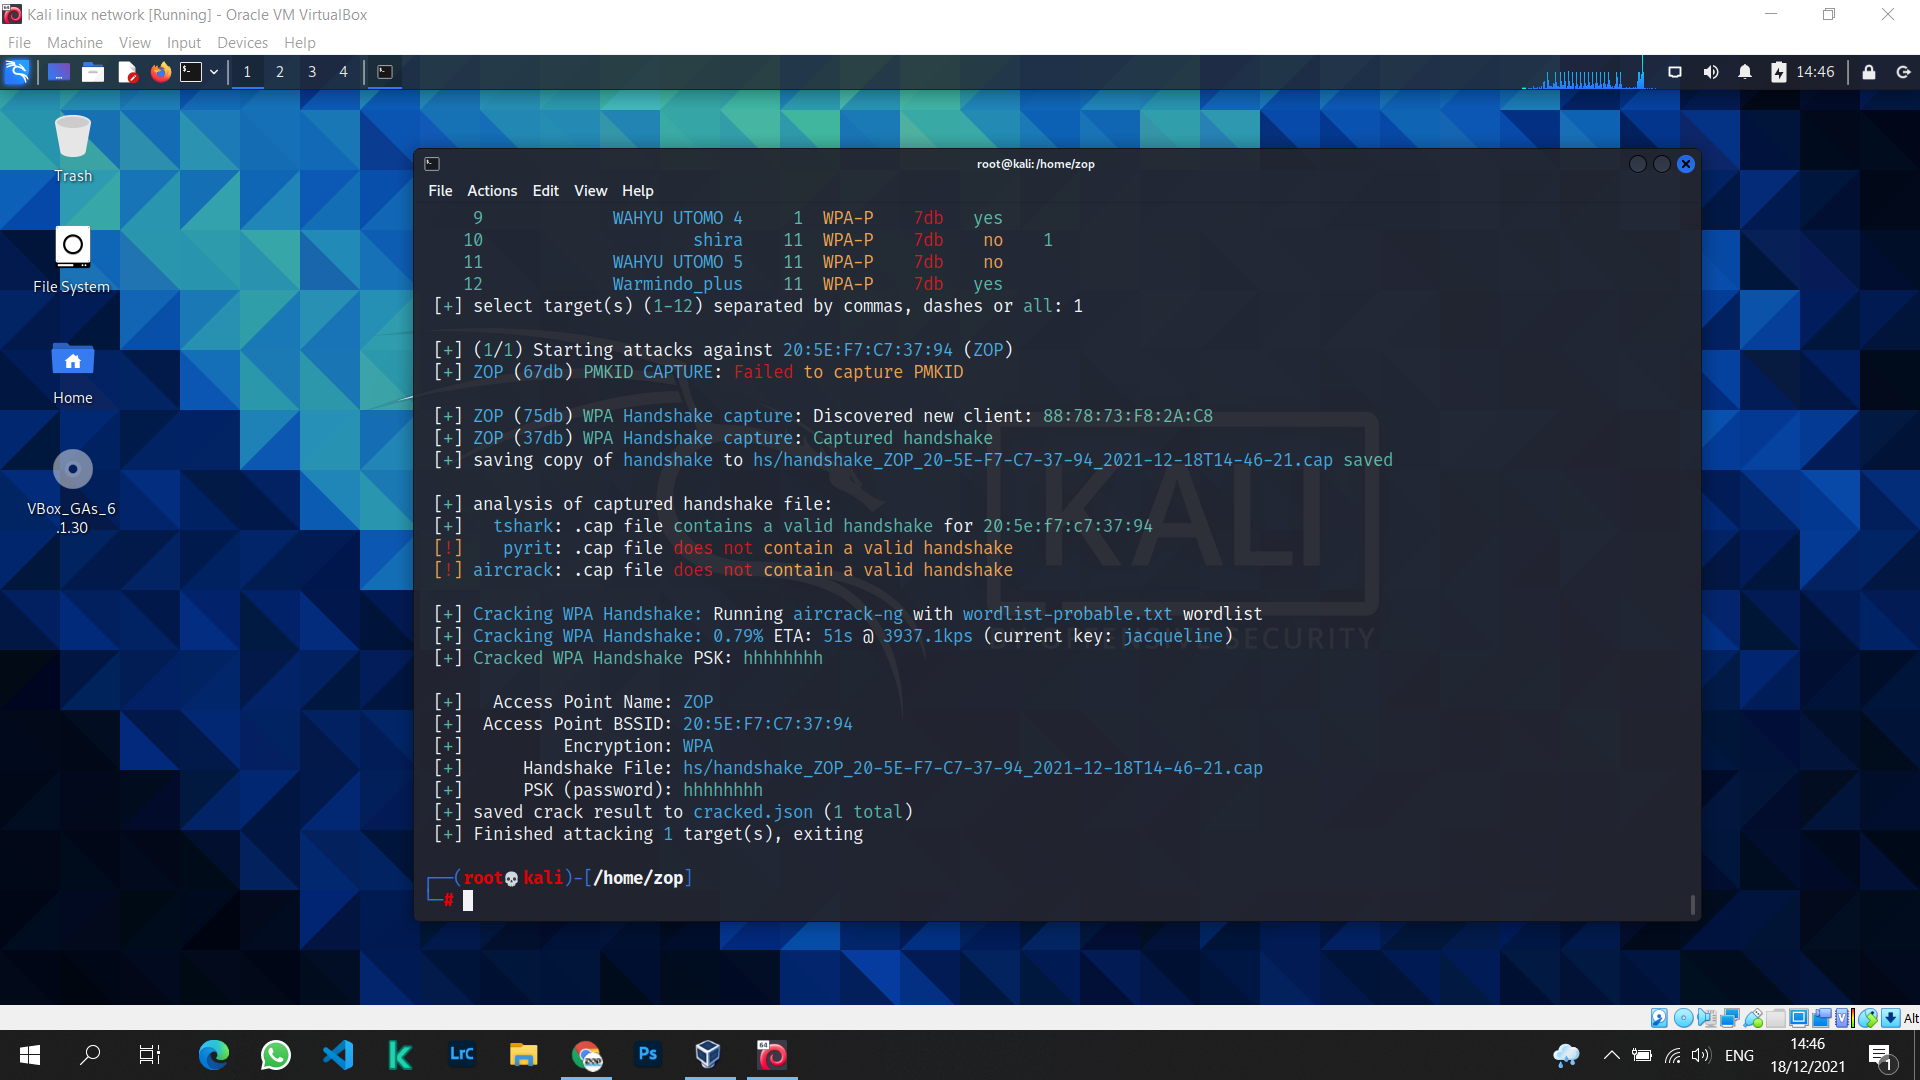 Kali linux network [Running] - Oracle VM VirtualBox
File Machine View Input Devices Help
1 2 3 4
14:46
Trash
File System
Home
VBox_GAs_6
.1.30
root@kali: /home/zop
File Actions Edit View Help
9 WAHYU UTOMO 4 1 WPA-P 7db yes
10 shira 11 WPA-P 7db no 1
11 WAHYU UTOMO 5 11 WPA-P 7db no
12 Warmindo_plus 11 WPA-P 7db yes
[+] select target(s) (1-12) separated by commas, dashes or all: 1
[+] (1/1) Starting attacks against 20:5E:F7:C7:37:94 (ZOP)
[+] ZOP (67db) PMKID CAPTURE: Failed to capture PMKID
[+] ZOP (75db) WPA Handshake capture: Discovered new client: 88:78:73:F8:2A:C8
[+] ZOP (37db) WPA Handshake capture: Captured handshake
[+] saving copy of handshake to hs/handshake_ZOP_20-5E-F7-C7-37-94_2021-12-18T14-46-21.cap saved
[+] analysis of captured handshake file:
[+] tshark: .cap file contains a valid handshake for 20:5e:f7:c7:37:94
[!] pyrit: .cap file does not contain a valid handshake
[!] aircrack: .cap file does not contain a valid handshake
[+] Cracking WPA Handshake: Running aircrack-ng with wordlist-probable.txt wordlist
[+] Cracking WPA Handshake: 0.79% ETA: 51s @ 3937.1kps (current key: jacqueline)
[+] Cracked WPA Handshake PSK: hhhhhhhh
[+] Access Point Name: ZOP
[+] Access Point BSSID: 20:5E:F7:C7:37:94
[+] Encryption: WPA
[+] Handshake File: hs/handshake_ZOP_20-5E-F7-C7-37-94_2021-12-18T14-46-21.cap
[+] PSK (password): hhhhhhhh
[+] saved crack result to cracked.json (1 total)
[+] Finished attacking 1 target(s), exiting
(root💀kali)-[/home/zop]
#
KALI
BY OFFENSIVE SECURITY
Alt
LrC
Ps
64
ENG
14:46
18/12/2021
1